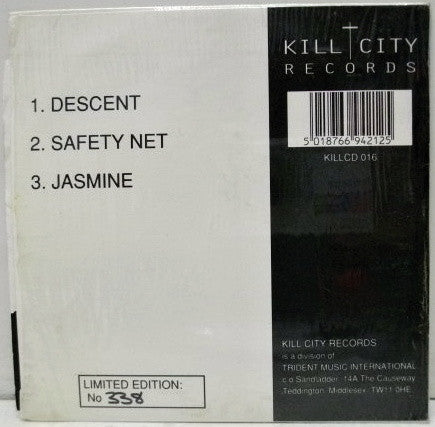 KILL CITY
RECORDS
1. DESCENT
2. SAFETY NET
3. JASMINE
5 018766 942125
KILLCD 016
KILL CITY RECORDS
is a division of
TRIDENT MUSIC INTERNATIONAL
c o Sandladder, 14A The Causeway
Teddington, Middlesex, TW11 0HE
LIMITED EDITION:
No 338